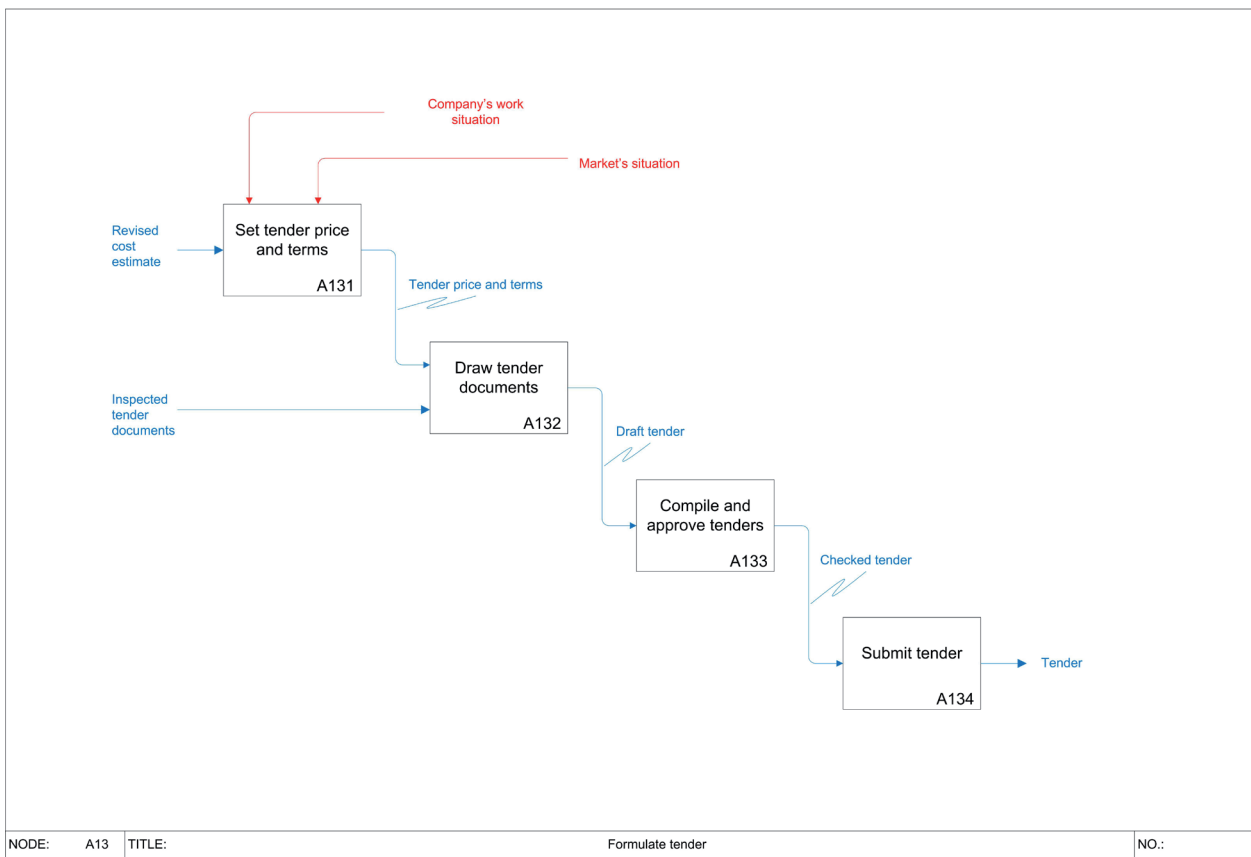 Company's work
situation
Market's situation
Revised
cost
estimate
Set tender price
and terms
A131
Tender price and terms
Draw tender
documents
A132
Inspected
tender
documents
Draft tender
Compile and
approve tenders
A133
Checked tender
Submit tender
A134
Tender
NODE: A13 TITLE: Formulate tender NO.: